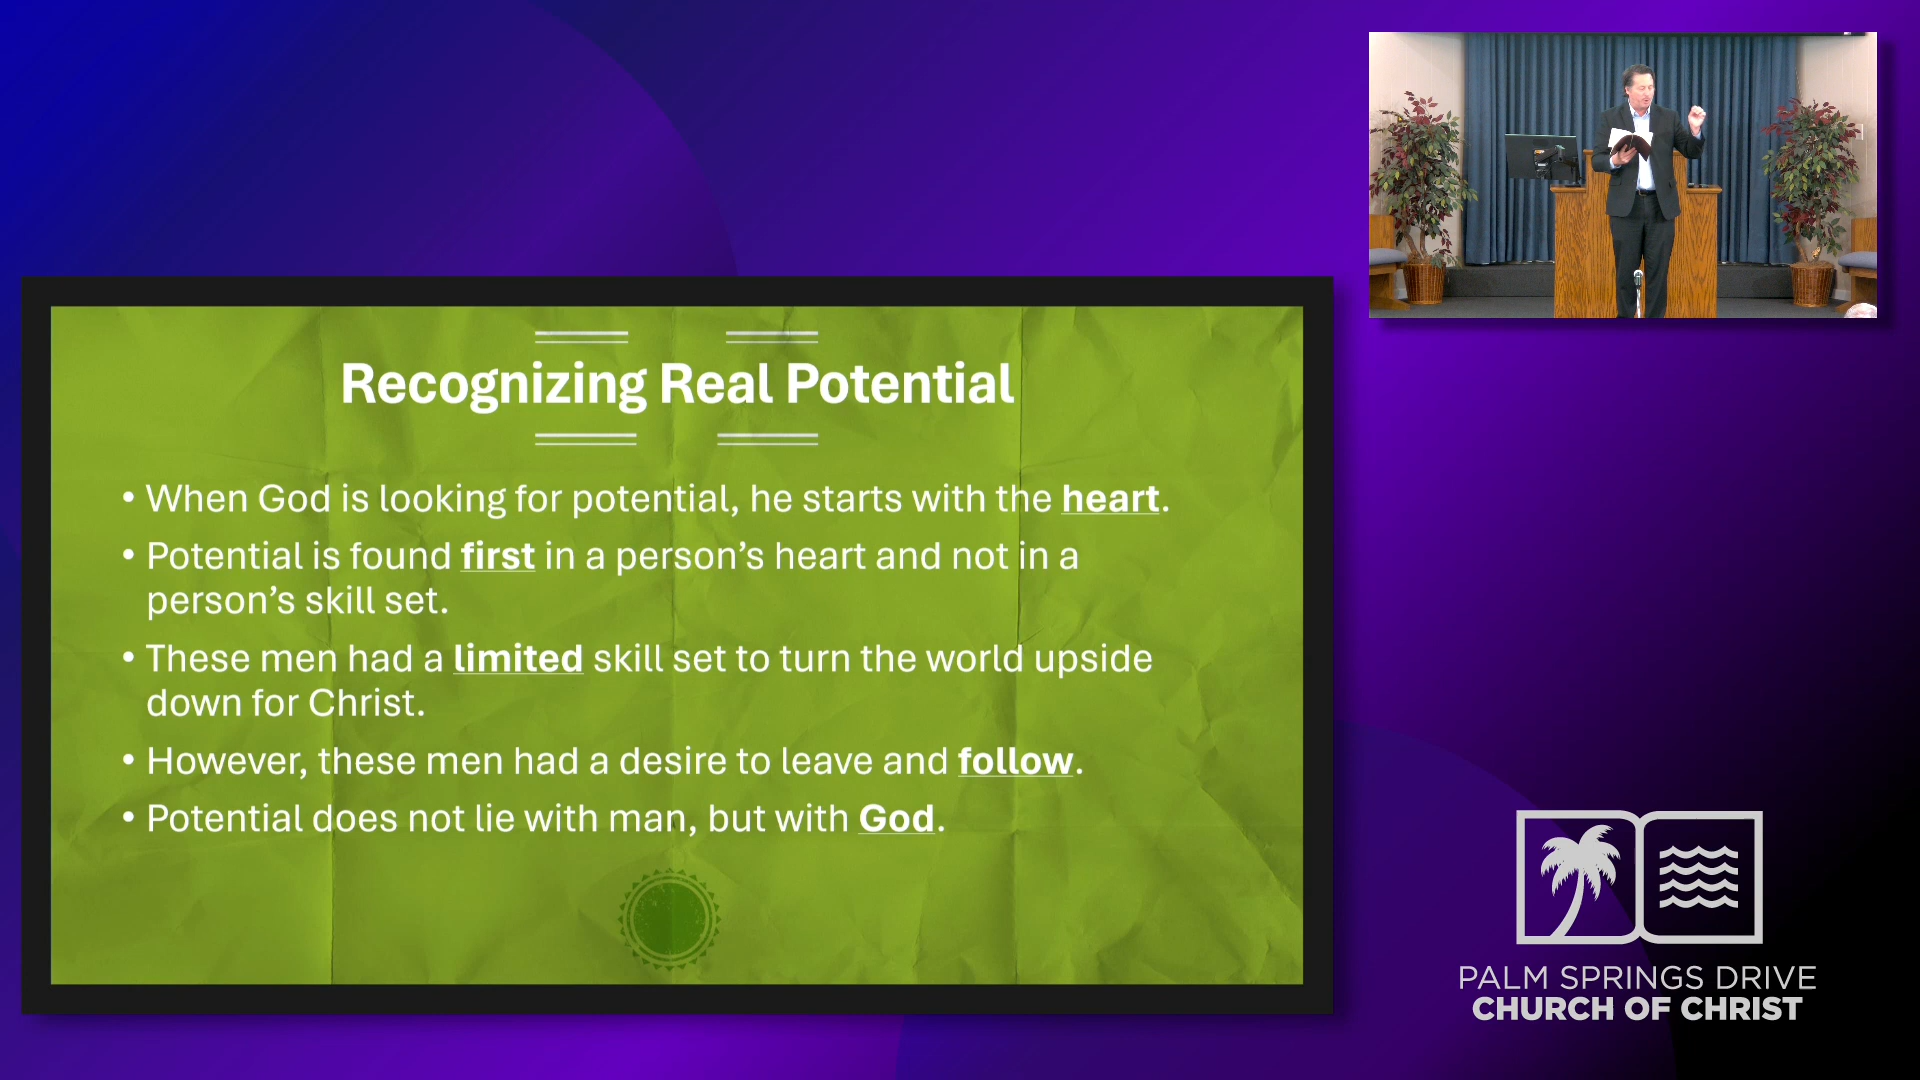 Recognizing Real Potential
• When God is looking for potential, he starts with the heart.
• Potential is found first in a person’s heart and not in a
person’s skill set.
• These men had a limited skill set to turn the world upside
down for Christ.
• However, these men had a desire to leave and follow.
• Potential does not lie with man, but with God.
PALM SPRINGS DRIVE
CHURCH OF CHRIST